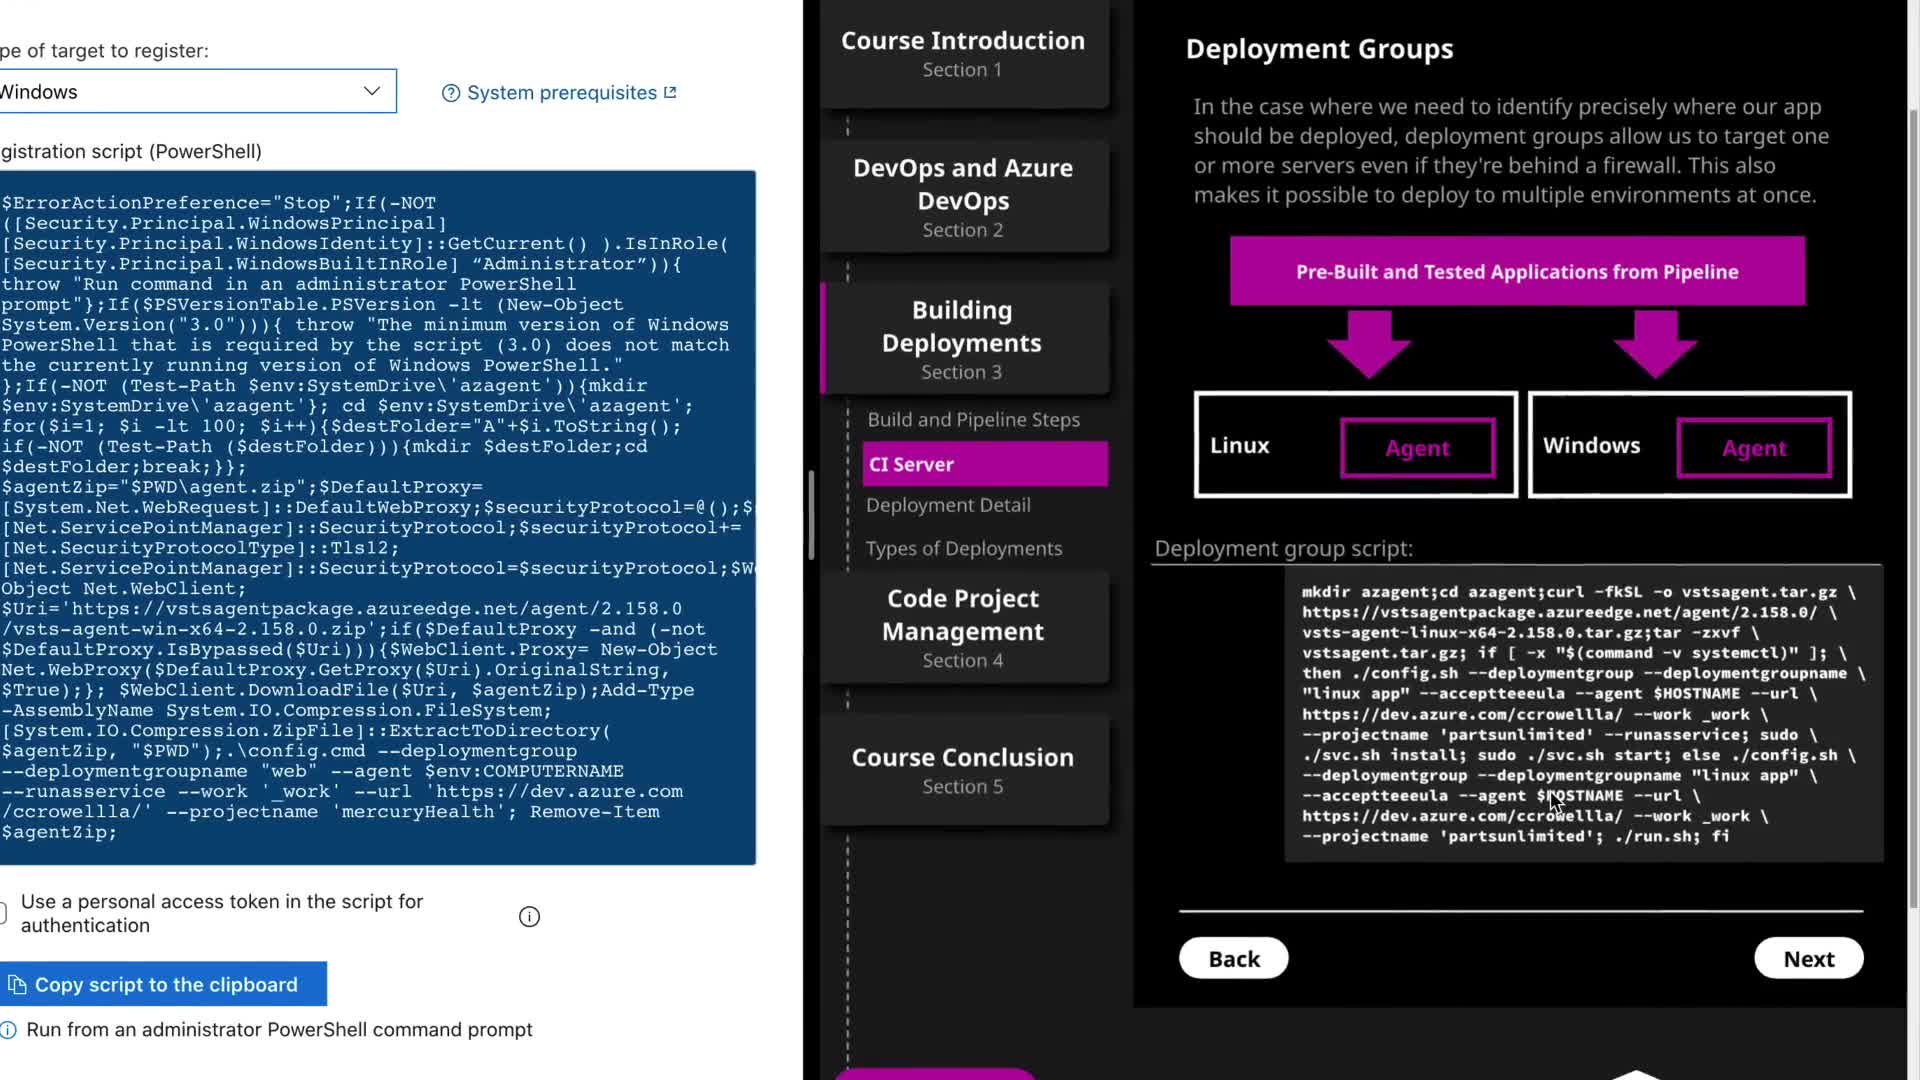 pe of target to register:
Windows
System prerequisites
gistration script (PowerShell)
$ErrorActionPreference="Stop";If(-NOT
([Security.Principal.WindowsPrincipal]
[Security.Principal.WindowsIdentity]::GetCurrent() ).IsInRole(
[Security.Principal.WindowsBuiltInRole] “Administrator”)){
throw "Run command in an administrator PowerShell
prompt"};If($PSVersionTable.PSVersion -lt (New-Object
System.Version("3.0"))){ throw "The minimum version of Windows
PowerShell that is required by the script (3.0) does not match
the currently running version of Windows PowerShell."
};If(-NOT (Test-Path $env:SystemDrive\'azagent')){mkdir
$env:SystemDrive\'azagent'}; cd $env:SystemDrive\'azagent';
for($i=1; $i -lt 100; $i++){$destFolder="A"+$i.ToString();
if(-NOT (Test-Path ($destFolder))){mkdir $destFolder;cd
$destFolder;break;}};
$agentZip="$PWD\agent.zip";$DefaultProxy=
[System.Net.WebRequest]::DefaultWebProxy;$securityProtocol=@();$
[Net.ServicePointManager]::SecurityProtocol;$securityProtocol+=
[Net.SecurityProtocolType]::Tls12;
[Net.ServicePointManager]::SecurityProtocol=$securityProtocol;$W
Object Net.WebClient;
$Uri='https://vstsagentpackage.azureedge.net/agent/2.158.0
/vsts-agent-win-x64-2.158.0.zip';if($DefaultProxy -and (-not
$DefaultProxy.IsBypassed($Uri))){$WebClient.Proxy= New-Object
Net.WebProxy($DefaultProxy.GetProxy($Uri).OriginalString,
$True);}; $WebClient.DownloadFile($Uri, $agentZip);Add-Type
-AssemblyName System.IO.Compression.FileSystem;
[System.IO.Compression.ZipFile]::ExtractToDirectory(
$agentZip, "$PWD");.\config.cmd --deploymentgroup
--deploymentgroupname "web" --agent $env:COMPUTERNAME
--runasservice --work '_work' --url 'https://dev.azure.com
/ccrowellla/' --projectname 'mercuryHealth'; Remove-Item
$agentZip;
Use a personal access token in the script for
authentication
Copy script to the clipboard
Run from an administrator PowerShell command prompt
Course Introduction
Section 1
DevOps and Azure
DevOps
Section 2
Building
Deployments
Section 3
Build and Pipeline Steps
CI Server
Deployment Detail
Types of Deployments
Code Project
Management
Section 4
Course Conclusion
Section 5
Deployment Groups
In the case where we need to identify precisely where our app
should be deployed, deployment groups allow us to target one
or more servers even if they're behind a firewall. This also
makes it possible to deploy to multiple environments at once.
Pre-Built and Tested Applications from Pipeline
Linux
Agent
Windows
Agent
Deployment group script:
mkdir azagent;cd azagent;curl -fkSL -o vstsagent.tar.gz \
https://vstsagentpackage.azureedge.net/agent/2.158.0/ \
vsts-agent-linux-x64-2.158.0.tar.gz;tar -zxvf \
vstsagent.tar.gz; if [ -x "$(command -v systemctl)" ]; \
then ./config.sh --deploymentgroup --deploymentgroupname \
"linux app" --acceptteeeula --agent $HOSTNAME --url \
https://dev.azure.com/ccrowellla/ --work _work \
--projectname 'partsunlimited' --runasservice; sudo \
./svc.sh install; sudo ./svc.sh start; else ./config.sh \
--deploymentgroup --deploymentgroupname "linux app" \
--acceptteeeula --agent $HOSTNAME --url \
https://dev.azure.com/ccrowellla/ --work _work \
--projectname 'partsunlimited'; ./run.sh; fi
Back
Next